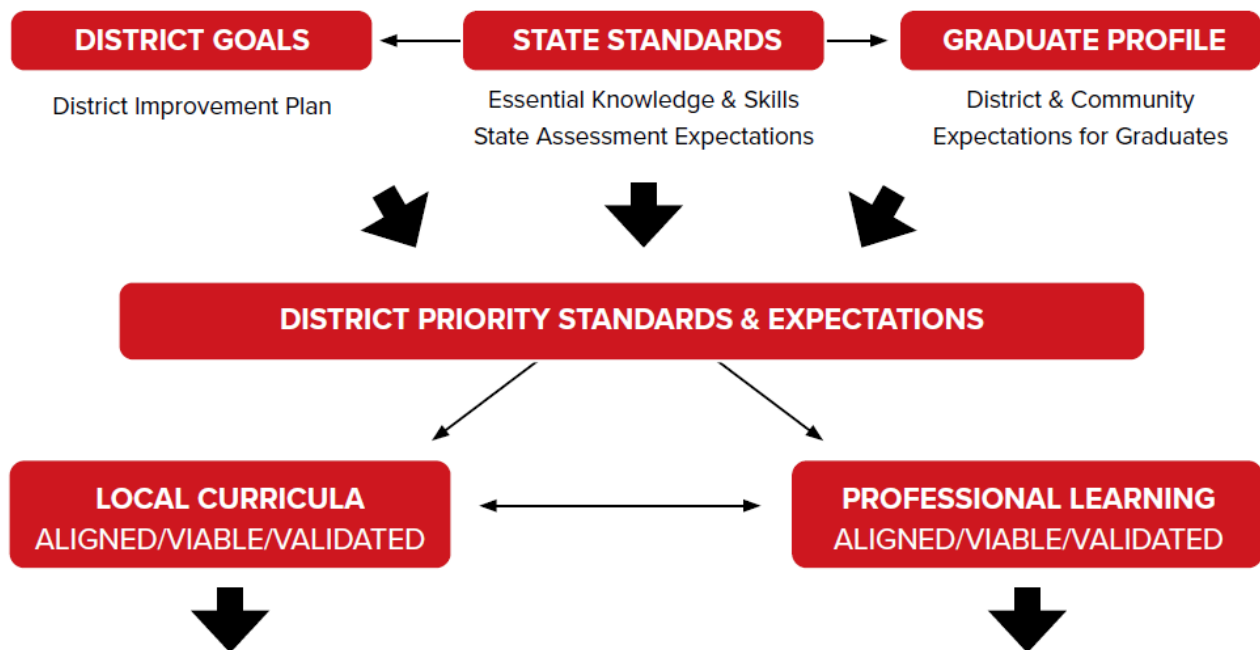 DISTRICT GOALS
STATE STANDARDS
GRADUATE PROFILE
District Improvement Plan
Essential Knowledge & Skills
State Assessment Expectations
District & Community
Expectations for Graduates
DISTRICT PRIORITY STANDARDS & EXPECTATIONS
LOCAL CURRICULA
ALIGNED/VIABLE/VALIDATED
PROFESSIONAL LEARNING
ALIGNED/VIABLE/VALIDATED